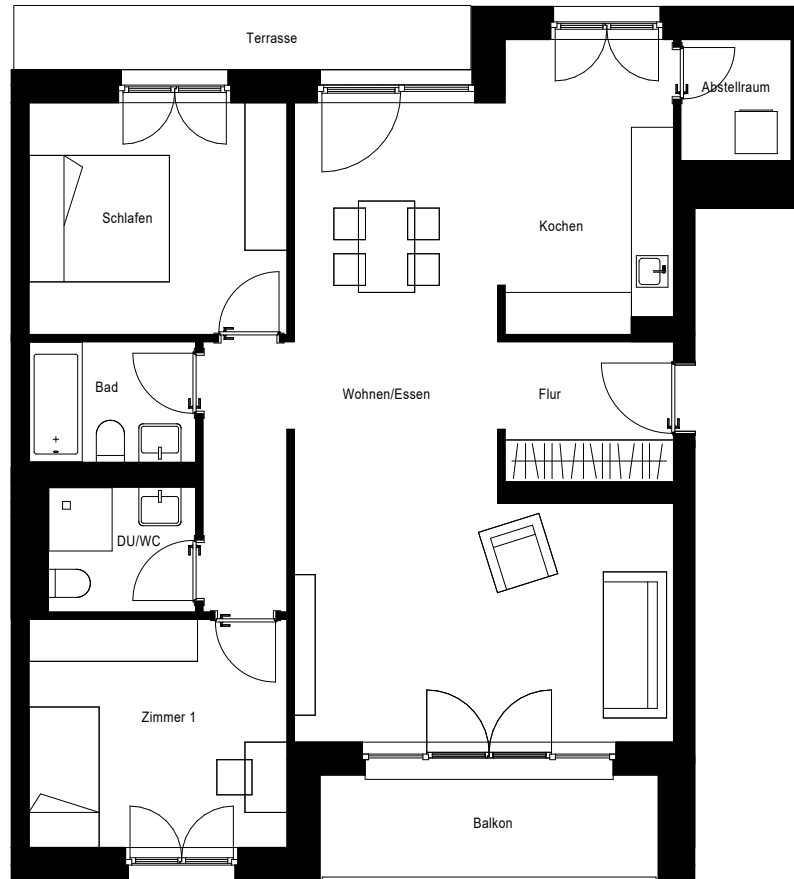 Terrasse
Abstellraum
Schlafen
Kochen
Bad
Wohnen/Essen
Flur
DU/WC
Zimmer 1
Balkon